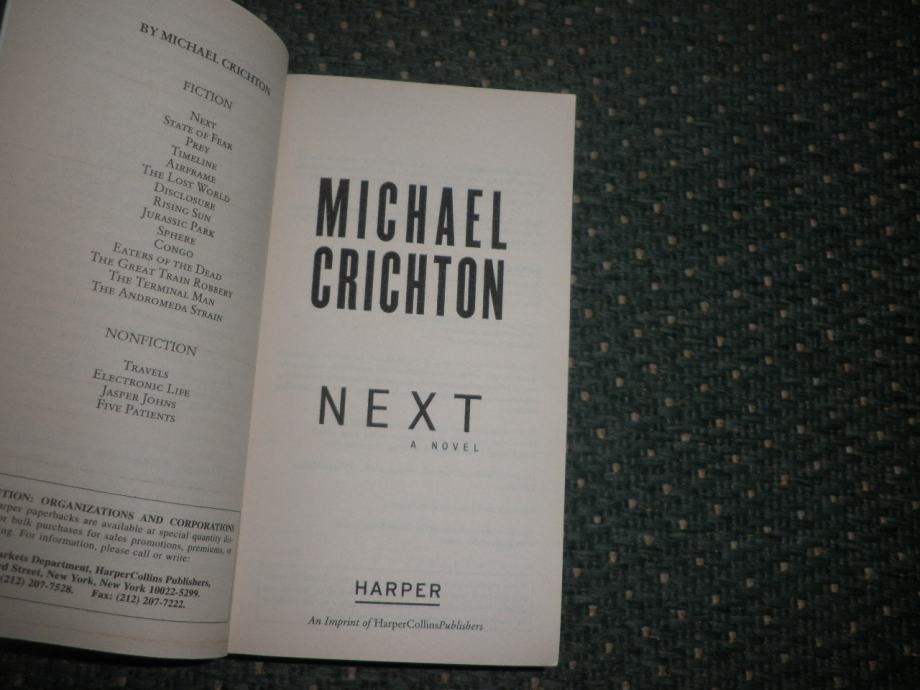 BY MICHAEL CRICHTON
FICTION
NEXT
STATE OF FEAR
PREY
TIMELINE
AIRFRAME
THE LOST WORLD
DISCLOSURE
RISING SUN
JURASSIC PARK
SPHERE
CONGO
EATERS OF THE DEAD
THE GREAT TRAIN ROBBERY
THE TERMINAL MAN
THE ANDROMEDA STRAIN
NONFICTION
TRAVELS
ELECTRONIC LIFE
JASPER JOHNS
FIVE PATIENTS
ORGANIZATIONS AND CORPORATIONS
paperbacks are available at special quantity dis-
bulk purchases for sales promotions, premiums, or
For information, please call or write:
Department, HarperCollins Publishers,
Street, New York, New York 10022-5299.
(212) 207-7528. Fax: (212) 207-7222.
MICHAEL
CRICHTON
NEXT
A NOVEL
HARPER
An Imprint of HarperCollinsPublishers